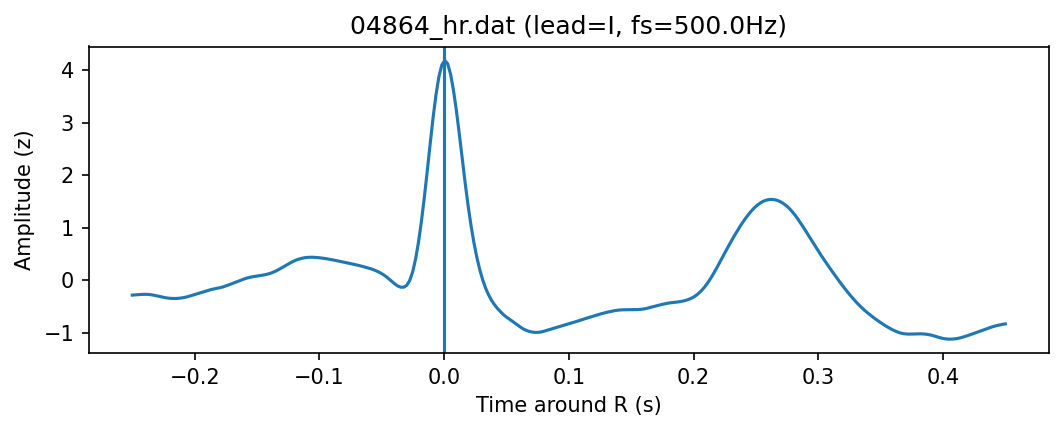 04864_hr.dat (lead=I, fs=500.0Hz)
Amplitude (z)
4
3
2
1
0
−1
−0.2 −0.1 0.0 0.1 0.2 0.3 0.4
Time around R (s)